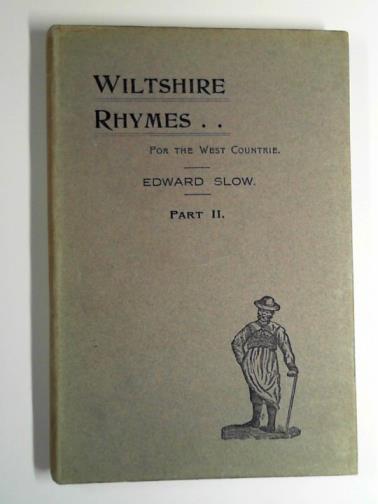 WILTSHIRE
RHYMES . .
FOR THE WEST COUNTRIE.
EDWARD SLOW.
PART II.